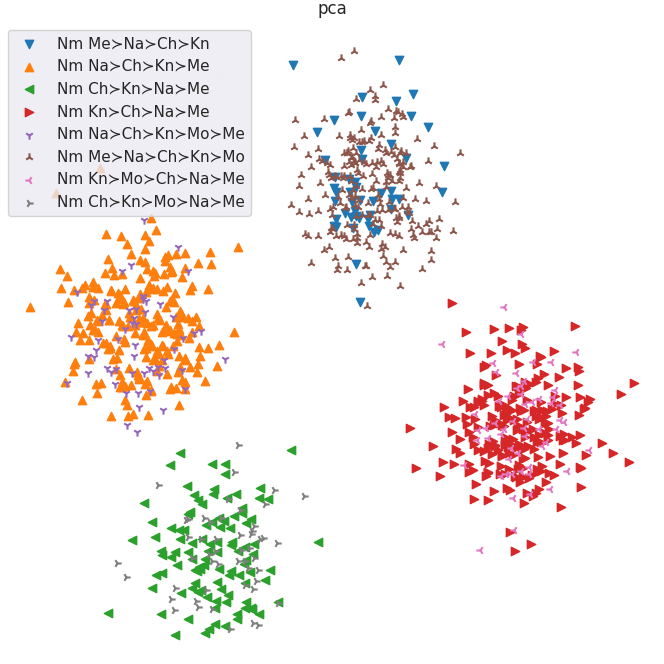 pca
Nm Me≻Na≻Ch≻Kn
Nm Na≻Ch≻Kn≻Me
Nm Ch≻Kn≻Na≻Me
Nm Kn≻Ch≻Na≻Me
Nm Na≻Ch≻Kn≻Mo≻Me
Nm Me≻Na≻Ch≻Kn≻Mo
Nm Kn≻Mo≻Ch≻Na≻Me
Nm Ch≻Kn≻Mo≻Na≻Me